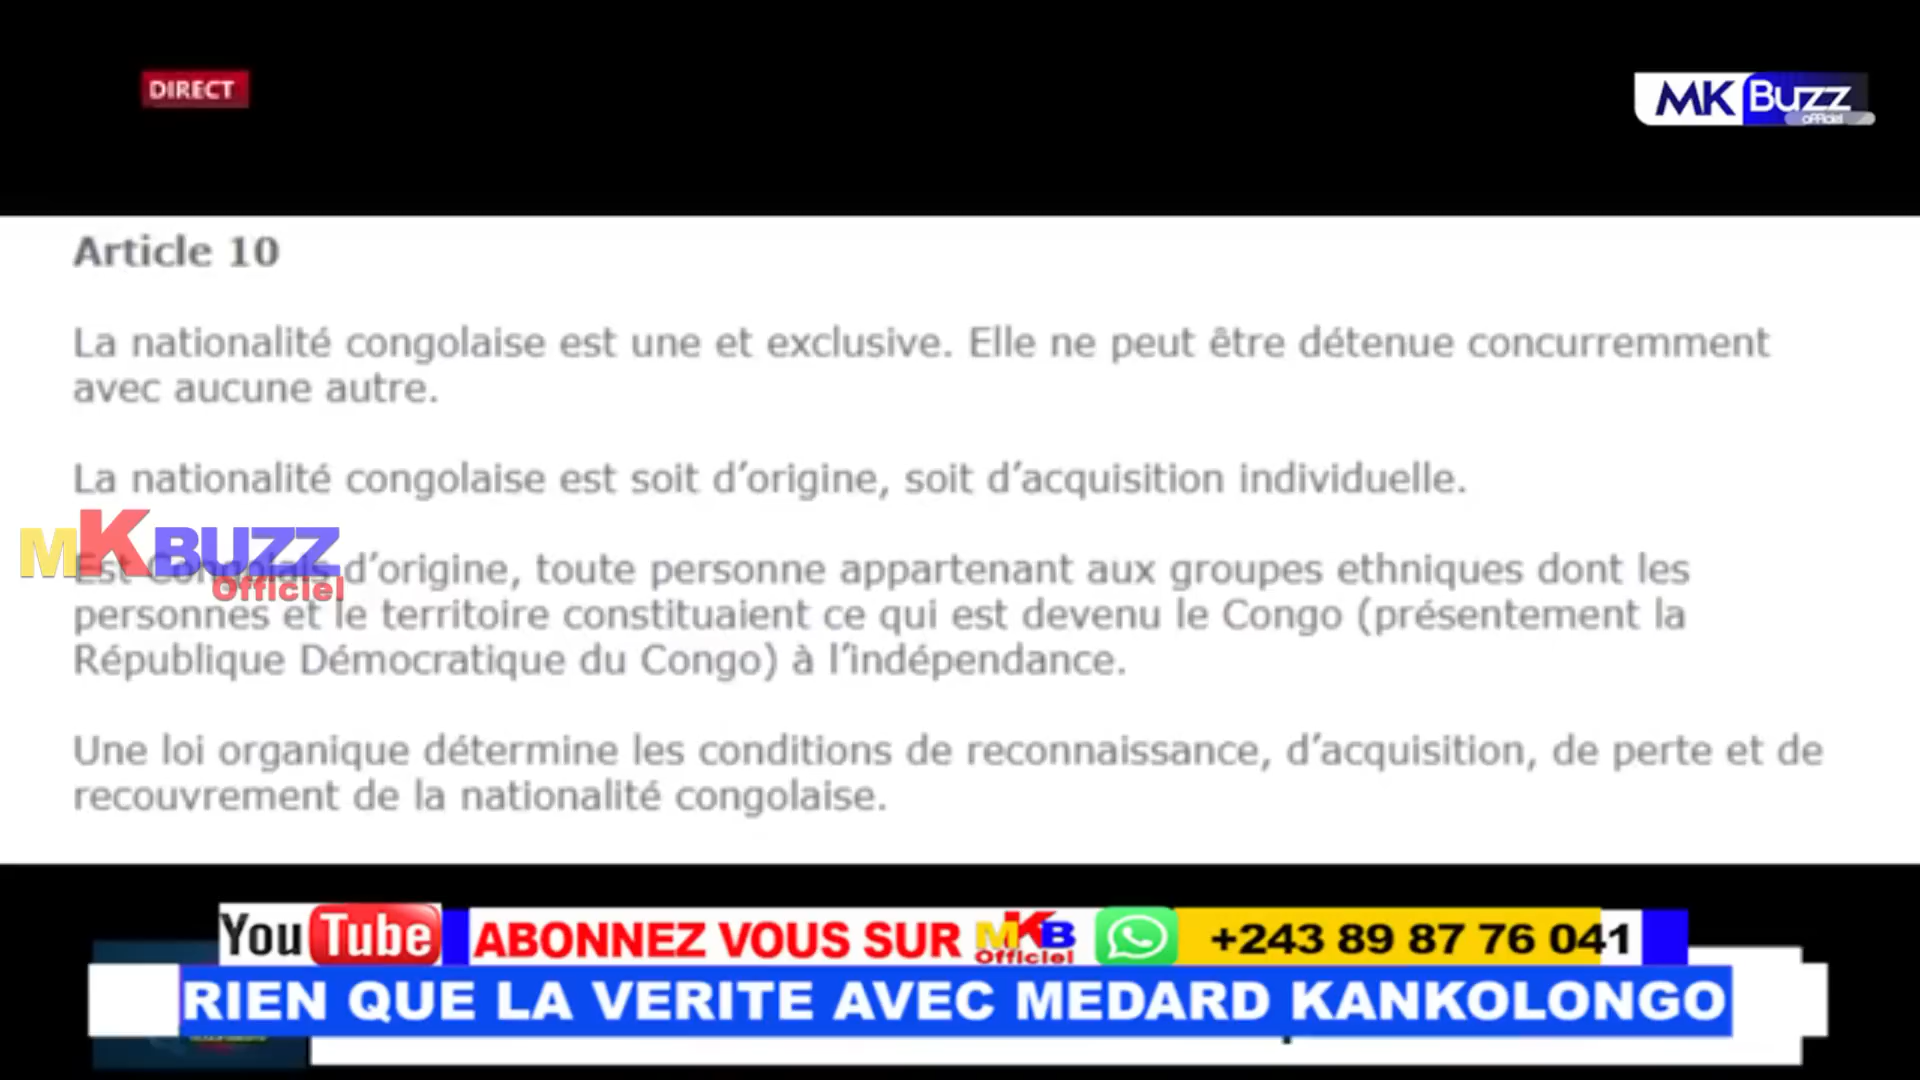 DIRECT
MK Buzz
officiel
Article 10
La nationalité congolaise est une et exclusive. Elle ne peut être détenue concurremment
avec aucune autre.
La nationalité congolaise est soit d’origine, soit d’acquisition individuelle.
MKBUZZ
Officiel
Est Congolais d’origine, toute personne appartenant aux groupes ethniques dont les
personnes et le territoire constituaient ce qui est devenu le Congo (présentement la
République Démocratique du Congo) à l’indépendance.
Une loi organique détermine les conditions de reconnaissance, d’acquisition, de perte et de
recouvrement de la nationalité congolaise.
YouTube ABONNEZ VOUS SUR MKB Officiel +243 89 87 76 041
RIEN QUE LA VERITE AVEC MEDARD KANKOLONGO